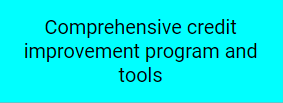 Comprehensive credit
improvement program and
tools